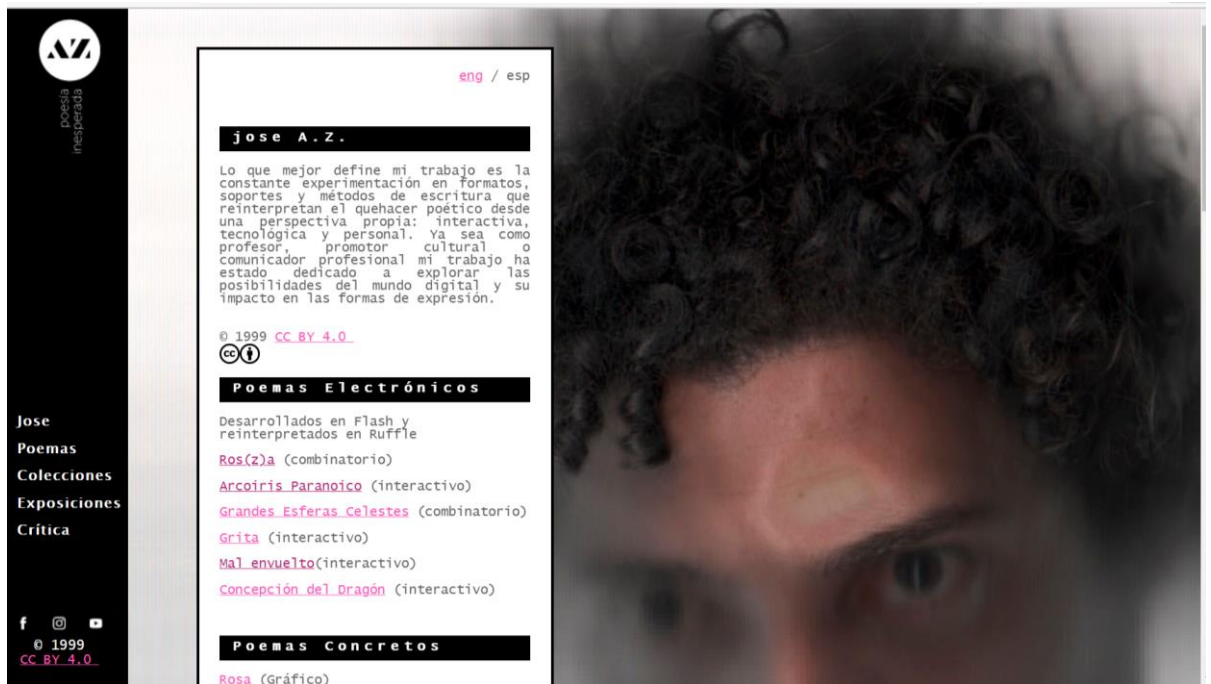 AZ
poesía
inesperada
Jose
Poemas
Colecciones
Exposiciones
Crítica
© 1999
CC BY 4.0
eng / esp
jose A.Z.
Lo que mejor define mi trabajo es la
constante experimentación en formatos,
soportes y métodos de escritura que
reinterpretan el quehacer poético desde
una perspectiva propia: interactiva,
tecnológica y personal. Ya sea como
profesor, promotor cultural o
comunicador profesional mi trabajo ha
estado dedicado a explorar las
posibilidades del mundo digital y su
impacto en las formas de expresión.
© 1999 CC BY 4.0
cc
Poemas Electrónicos
Desarrollados en Flash y
reinterpretados en Ruffle
Ros(z)a (combinatorio)
Arcoiris Paranoico (interactivo)
Grandes Esferas Celestes (combinatorio)
Grita (interactivo)
Mal envuelto(interactivo)
Concepción del Dragón (interactivo)
Poemas Concretos
Rosa (Gráfico)